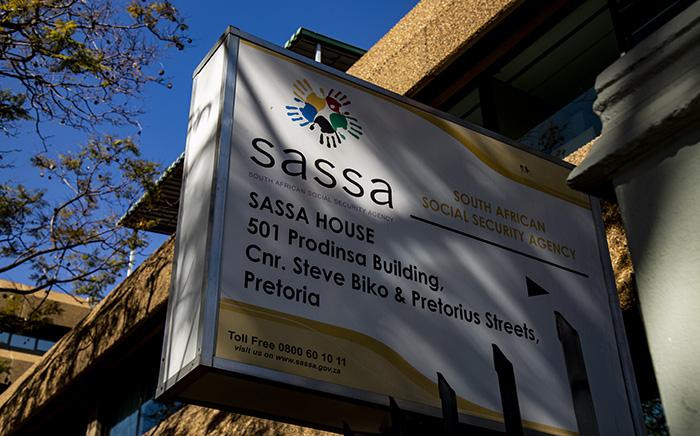 sassa
SOUTH AFRICAN SOCIAL SECURITY AGENCY
SOUTH AFRICAN
SOCIAL SECURITY AGENCY
SASSA HOUSE
501 Prodinsa Building,
Cnr. Steve Biko & Pretorius Streets,
Pretoria
Toll Free 0800 60 10 11
visit us on www.sassa.gov.za